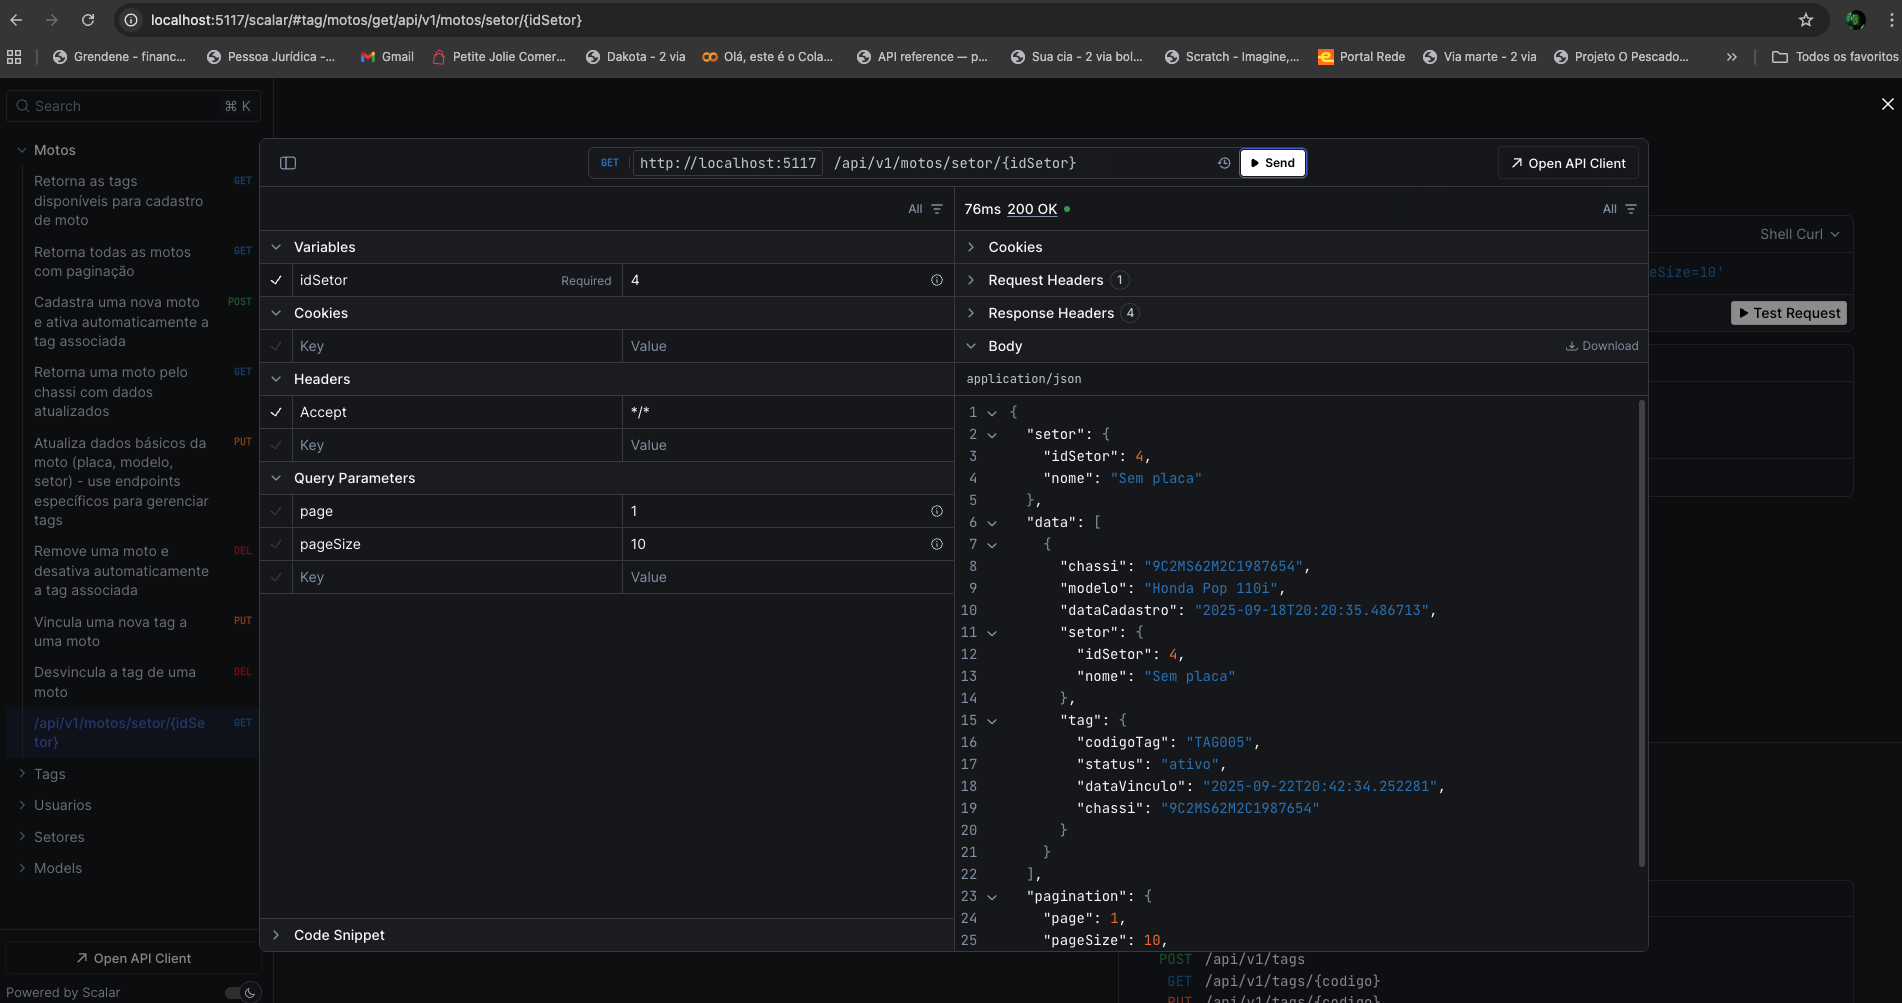 localhost:5117/scalar/#tag/motos/get/api/v1/motos/setor/{idSetor}
Grendene - financ...
Pessoa Jurídica -...
Gmail
Petite Jolie Comer...
Dakota - 2 via
Olá, este é o Cola...
API reference — p...
Sua cia - 2 via bol...
Scratch - Imagine,...
Portal Rede
Via marte - 2 via
Projeto O Pescado...
»
Todos os favoritos
Search
⌘ K
Motos
Retorna as tags
disponíveis para cadastro
de moto
GET
Retorna todas as motos
com paginação
GET
Cadastra uma nova moto
e ativa automaticamente a
tag associada
POST
Retorna uma moto pelo
chassi com dados
atualizados
GET
Atualiza dados básicos da
moto (placa, modelo,
setor) - use endpoints
específicos para gerenciar
tags
PUT
Remove uma moto e
desativa automaticamente
a tag associada
DEL
Vincula uma nova tag a
uma moto
PUT
Desvincula a tag de uma
moto
DEL
/api/v1/motos/setor/{idSe
tor}
GET
Tags
Usuarios
Setores
Models
Open API Client
Powered by Scalar
GET http://localhost:5117 /api/v1/motos/setor/{idSetor}
Send
Open API Client
All
Variables
idSetor Required 4
Cookies
Key Value
Headers
Accept */*
Key Value
Query Parameters
page 1
pageSize 10
Key Value
Code Snippet
76ms 200 OK
All
Cookies
Request Headers 1
Response Headers 4
Body
Download
application/json
1 {
2 "setor": {
3 "idSetor": 4,
4 "nome": "Sem placa"
5 },
6 "data": [
7 {
8 "chassi": "9C2MS62M2C1987654",
9 "modelo": "Honda Pop 110i",
10 "dataCadastro": "2025-09-18T20:20:35.486713",
11 "setor": {
12 "idSetor": 4,
13 "nome": "Sem placa"
14 },
15 "tag": {
16 "codigoTag": "TAG005",
17 "status": "ativo",
18 "dataVinculo": "2025-09-22T20:42:34.252281",
19 "chassi": "9C2MS62M2C1987654"
20 }
21 }
22 ],
23 "pagination": {
24 "page": 1,
25 "pageSize": 10,
Shell Curl
eSize=10'
Test Request
POST /api/v1/tags
GET /api/v1/tags/{codigo}
PUT /api/v1/tags/{codigo}